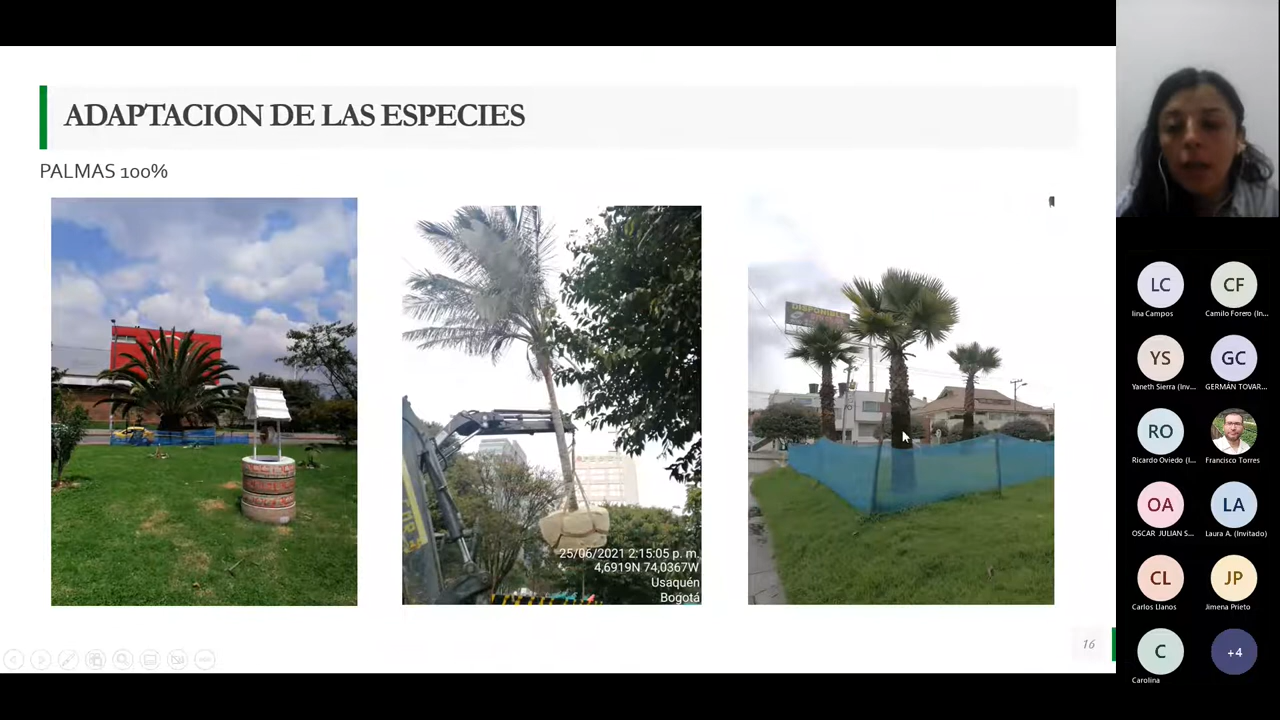 ADAPTACION DE LAS ESPECIES
PALMAS 100%
DISPONIBLE
25/06/2021 2:15:05 p. m.
4,6919N 74,0367W
Usaquén
Bogotá
16
LC
lina Campos
CF
Camilo Forero (In...
YS
Yaneth Sierra (Inv...
GC
GERMÁN TOVAR...
RO
Ricardo Oviedo (I...
Francisco Torres
OA
OSCAR JULIAN S...
LA
Laura A. (Invitado)
CL
Carlos Llanos
JP
Jimena Prieto
C
Carolina
+4